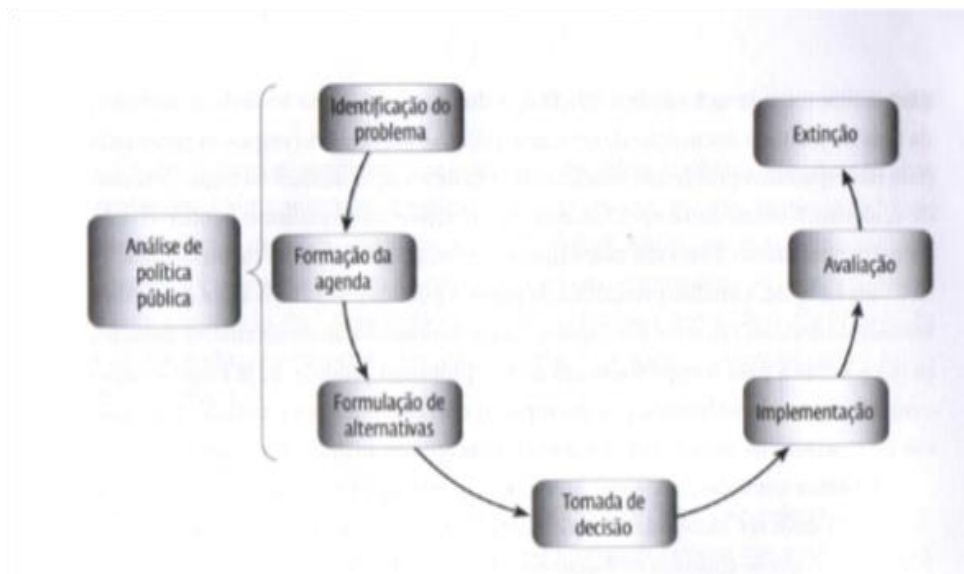 Identificação do
problema
Extinção
Análise de
política
pública
Formação da
agenda
Avaliação
Formulação de
alternativas
Implementação
Tomada de
decisão